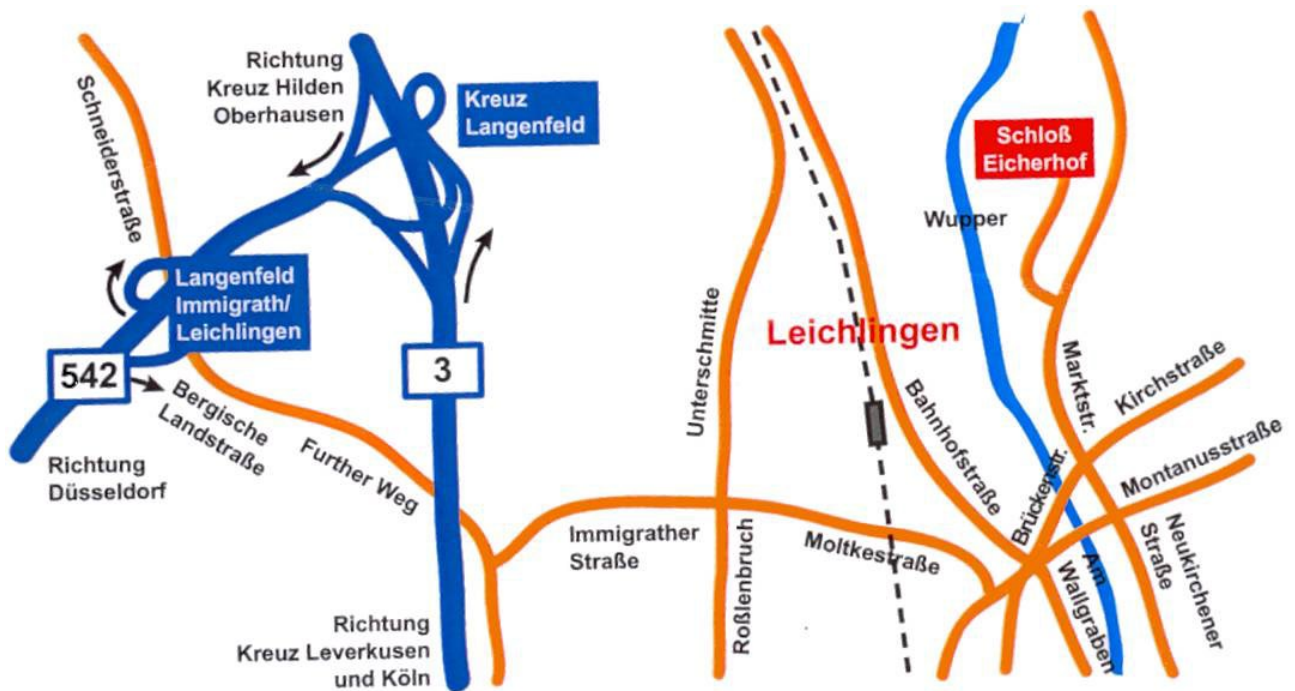 Schneiderstraße
Richtung
Kreuz Hilden
Oberhausen
Kreuz
Langenfeld
Schloß
Eicherhof
Wupper
Langenfeld
Immigrath/
Leichlingen
542
3
Richtung
Düsseldorf
Bergische
Landstraße
Further Weg
Unterschmitte
Leichlingen
Bahnhofstraße
Marktstr.
Kirchstraße
Montanusstraße
Brückenstr.
Immigrather
Straße
Roßlenbruch
Moltkestraße
Am
Wallgraben
Neukirchener
Straße
Richtung
Kreuz Leverkusen
und Köln